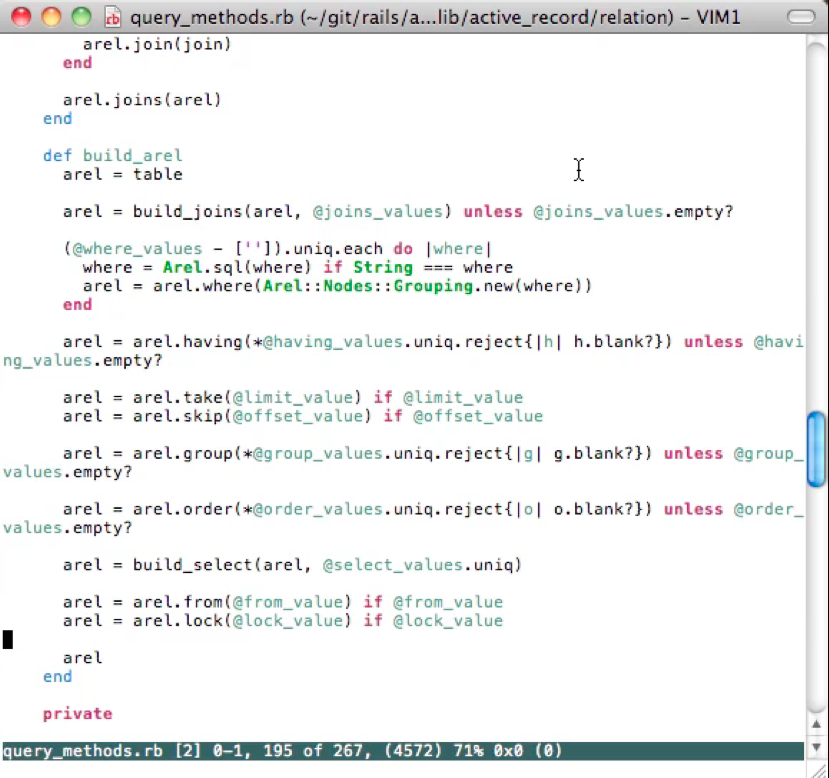 query_methods.rb (~/git/rails/a...lib/active_record/relation) – VIM1
arel.join(join)
end
arel.joins(arel)
end
def build_arel
arel = table
arel = build_joins(arel, @joins_values) unless @joins_values.empty?
(@where_values - ['']).uniq.each do |where|
where = Arel.sql(where) if String === where
arel = arel.where(Arel::Nodes::Grouping.new(where))
end
arel = arel.having(*@having_values.uniq.reject{|h| h.blank?}) unless @havi
ng_values.empty?
arel = arel.take(@limit_value) if @limit_value
arel = arel.skip(@offset_value) if @offset_value
arel = arel.group(*@group_values.uniq.reject{|g| g.blank?}) unless @group_
values.empty?
arel = arel.order(*@order_values.uniq.reject{|o| o.blank?}) unless @order_
values.empty?
arel = build_select(arel, @select_values.uniq)
arel = arel.from(@from_value) if @from_value
arel = arel.lock(@lock_value) if @lock_value
arel
end
private
query_methods.rb [2] 0-1, 195 of 267, (4572) 71% 0x0 (0)